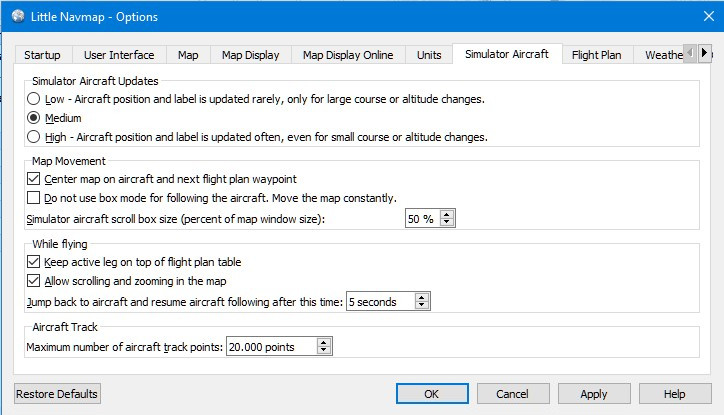 Little Navmap - Options
Startup User Interface Map Map Display Map Display Online Units Simulator Aircraft Flight Plan Weather
Simulator Aircraft Updates
Low - Aircraft position and label is updated rarely, only for large course or altitude changes.
Medium
High - Aircraft position and label is updated often, even for small course or altitude changes.
Map Movement
Center map on aircraft and next flight plan waypoint
Do not use box mode for following the aircraft. Move the map constantly.
Simulator aircraft scroll box size (percent of map window size): 50 %
While flying
Keep active leg on top of flight plan table
Allow scrolling and zooming in the map
Jump back to aircraft and resume aircraft following after this time: 5 seconds
Aircraft Track
Maximum number of aircraft track points: 20.000 points
Restore Defaults OK Cancel Apply Help